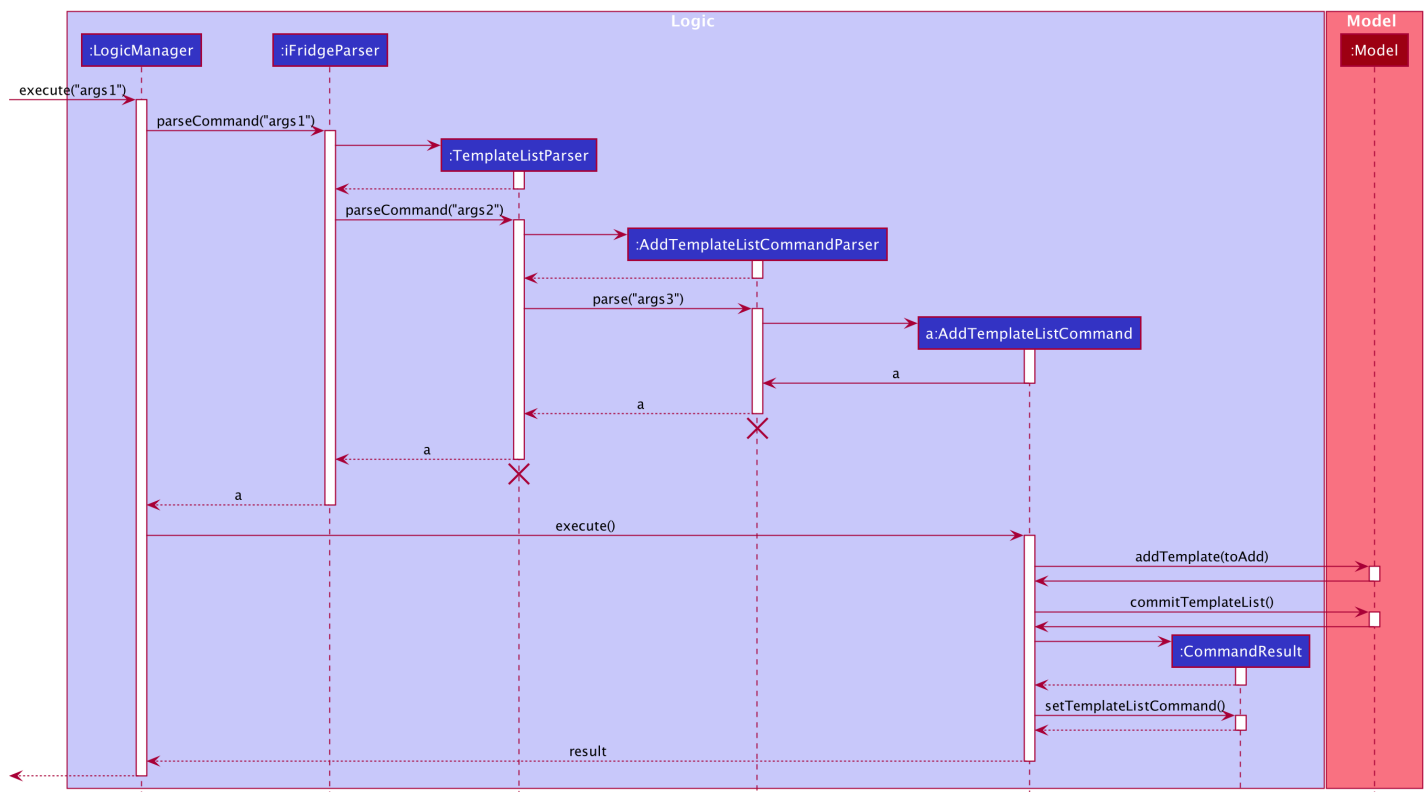 Logic
Model
:LogicManager
:iFridgeParser
:Model
execute("args1")
parseCommand("args1")
:TemplateListParser
parseCommand("args2")
:AddTemplateListCommandParser
parse("args3")
a:AddTemplateListCommand
a
a
a
a
execute()
addTemplate(toAdd)
commitTemplateList()
:CommandResult
setTemplateListCommand()
result